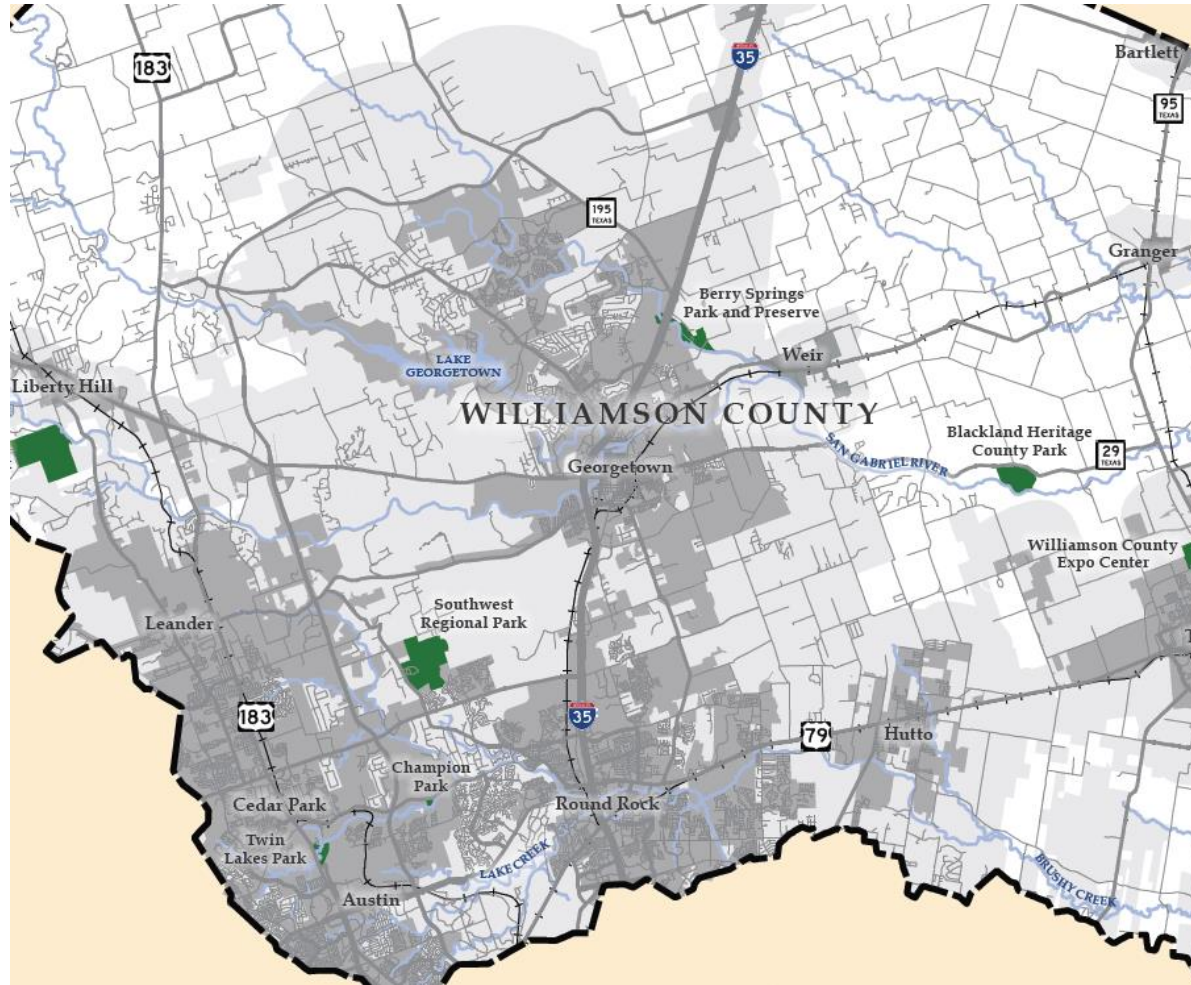 183
35
Bartlett
95
TEXAS
195
TEXAS
Granger
Berry Springs
Park and Preserve
Weir
LAKE
GEORGETOWN
Liberty Hill
WILLIAMSON COUNTY
Blackland Heritage
County Park
29
TEXAS
SAN GABRIEL RIVER
Georgetown
Williamson County
Expo Center
Southwest
Regional Park
Leander
T
183
35
79
Hutto
Champion
Park
Cedar Park
Round Rock
Twin
Lakes Park
LAKE CREEK
BRUSHY CREEK
Austin